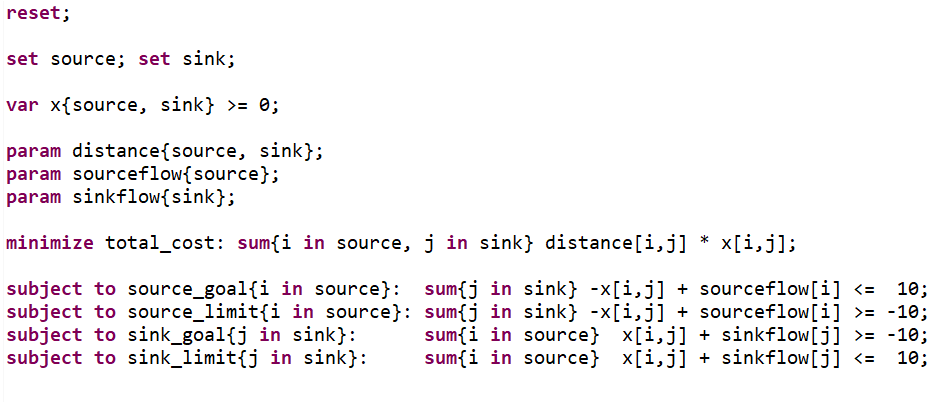 reset;
set source; set sink;
var x{source, sink} >= 0;
param distance{source, sink};
param sourceflow{source};
param sinkflow{sink};
minimize total_cost: sum{i in source, j in sink} distance[i,j] * x[i,j];
subject to source_goal{i in source}:  sum{j in sink} -x[i,j] + sourceflow[i] <=  10;
subject to source_limit{i in source}: sum{j in sink} -x[i,j] + sourceflow[i] >= -10;
subject to sink_goal{j in sink}:      sum{i in source}  x[i,j] + sinkflow[j] >= -10;
subject to sink_limit{j in sink}:     sum{i in source}  x[i,j] + sinkflow[j] <=  10;